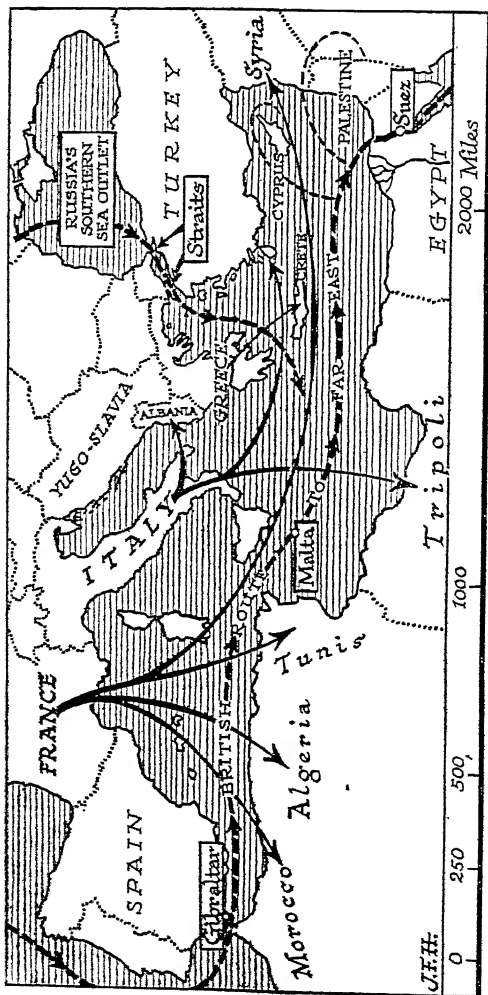 RUSSIA'S
SOUTHERN
SEA OUTLET
TURKEY
Straits
Syria
CYPRUS
PALESTINE
Suez
EGYPT
CRETE
GREECE
ALBANIA
YUGO-SLAVIA
ITALY
FRANCE
SPAIN
Gibraltar
BRITISH ROUTE TO FAR EAST
Malta
Morocco
Algeria
Tunis
Tripoli
J.F.H.
0 250 500 1000 2000 Miles